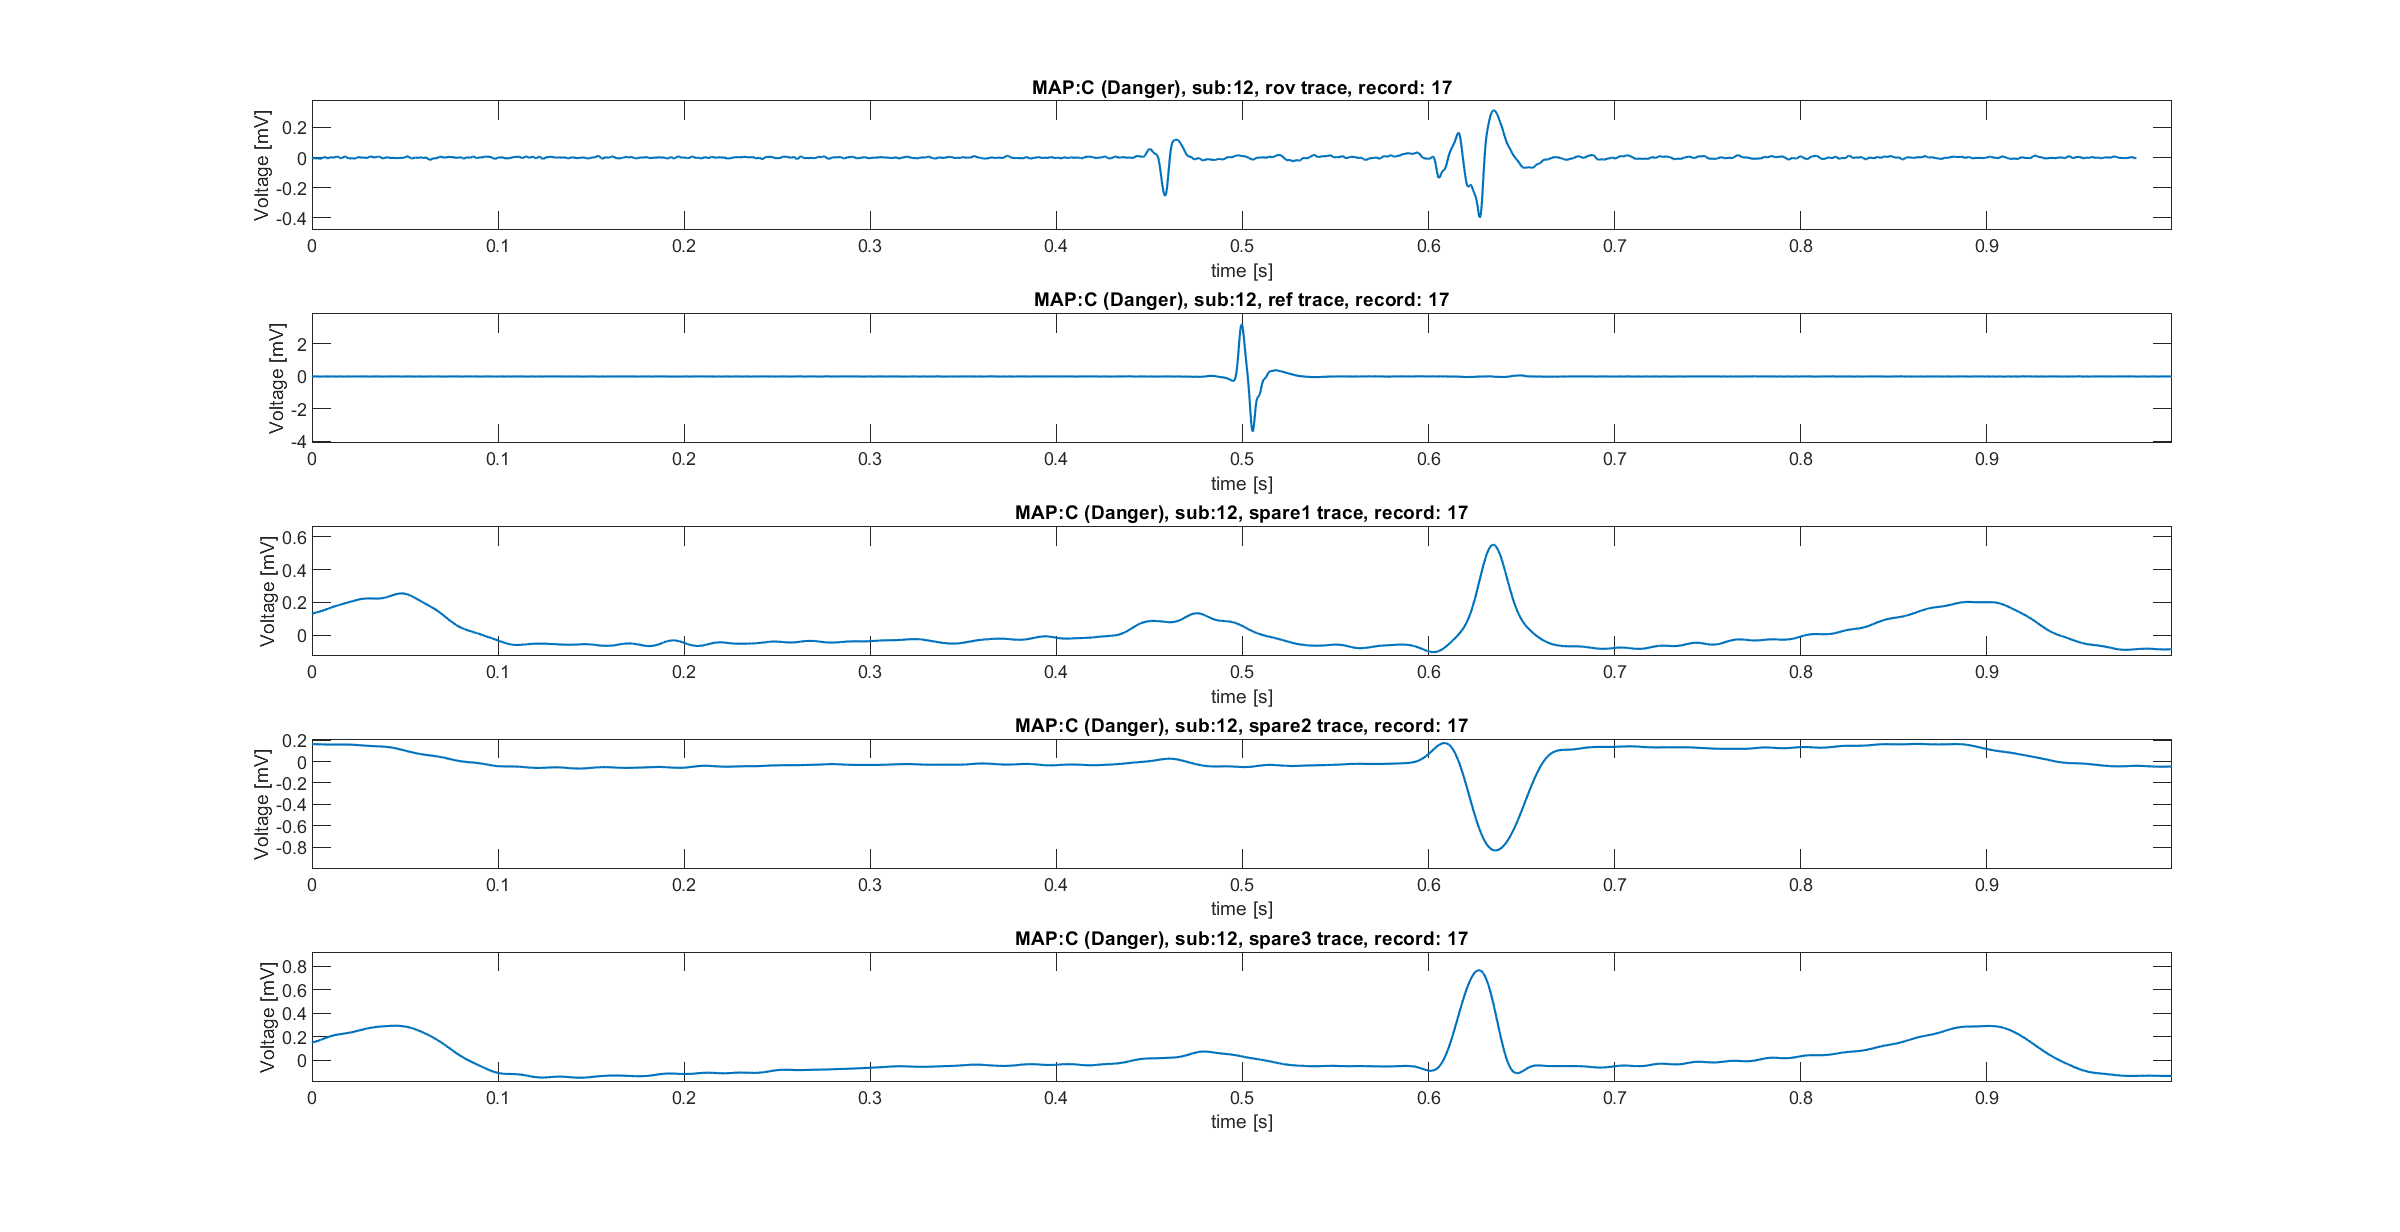 MAP:C (Danger), sub:12, rov trace, record: 17
Voltage [mV]
0.2
0
-0.2
-0.4
0 0.1 0.2 0.3 0.4 0.5 0.6 0.7 0.8 0.9
time [s]
MAP:C (Danger), sub:12, ref trace, record: 17
Voltage [mV]
2
0
-2
-4
0 0.1 0.2 0.3 0.4 0.5 0.6 0.7 0.8 0.9
time [s]
MAP:C (Danger), sub:12, spare1 trace, record: 17
Voltage [mV]
0.6
0.4
0.2
0
0 0.1 0.2 0.3 0.4 0.5 0.6 0.7 0.8 0.9
time [s]
MAP:C (Danger), sub:12, spare2 trace, record: 17
Voltage [mV]
0.2
0
-0.2
-0.4
-0.6
-0.8
0 0.1 0.2 0.3 0.4 0.5 0.6 0.7 0.8 0.9
time [s]
MAP:C (Danger), sub:12, spare3 trace, record: 17
Voltage [mV]
0.8
0.6
0.4
0.2
0
0 0.1 0.2 0.3 0.4 0.5 0.6 0.7 0.8 0.9
time [s]